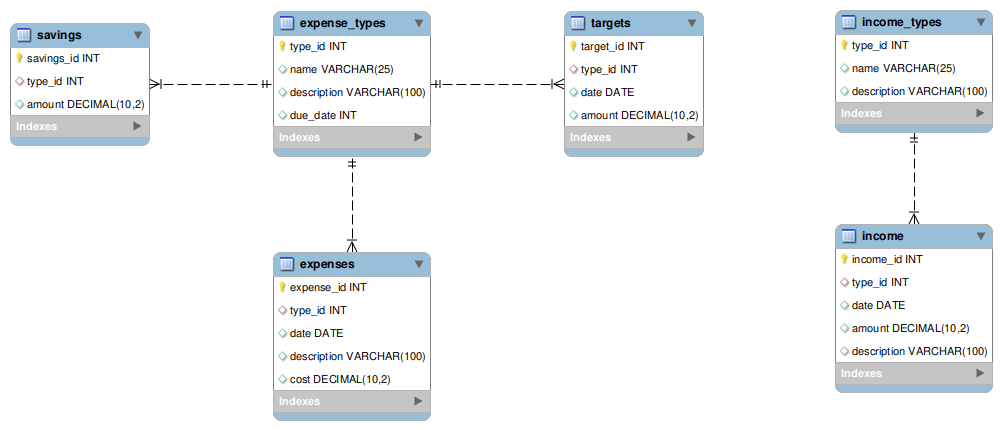 savings
savings_id INT
type_id INT
amount DECIMAL(10,2)
Indexes
expense_types
type_id INT
name VARCHAR(25)
description VARCHAR(100)
due_date INT
Indexes
targets
target_id INT
type_id INT
date DATE
amount DECIMAL(10,2)
Indexes
income_types
type_id INT
name VARCHAR(25)
description VARCHAR(100)
Indexes
expenses
expense_id INT
type_id INT
date DATE
description VARCHAR(100)
cost DECIMAL(10,2)
Indexes
income
income_id INT
type_id INT
date DATE
amount DECIMAL(10,2)
description VARCHAR(100)
Indexes